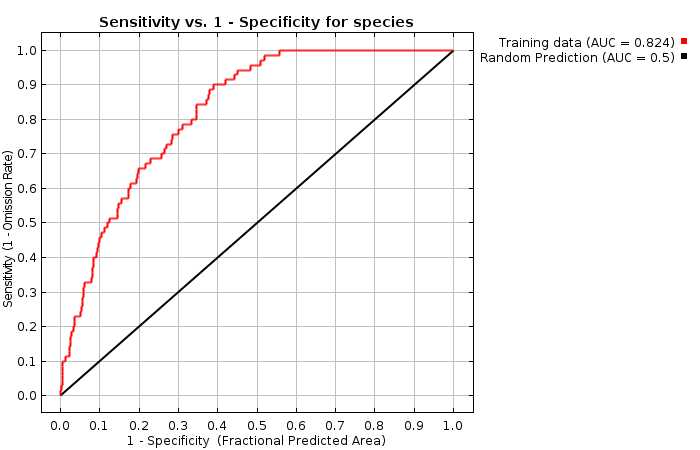 Sensitivity vs. 1 - Specificity for species
Training data (AUC = 0.824)
Random Prediction (AUC = 0.5)
Sensitivity (1 - Omission Rate)
1.0
0.9
0.8
0.7
0.6
0.5
0.4
0.3
0.2
0.1
0.0
0.0 0.1 0.2 0.3 0.4 0.5 0.6 0.7 0.8 0.9 1.0
1 - Specificity (Fractional Predicted Area)